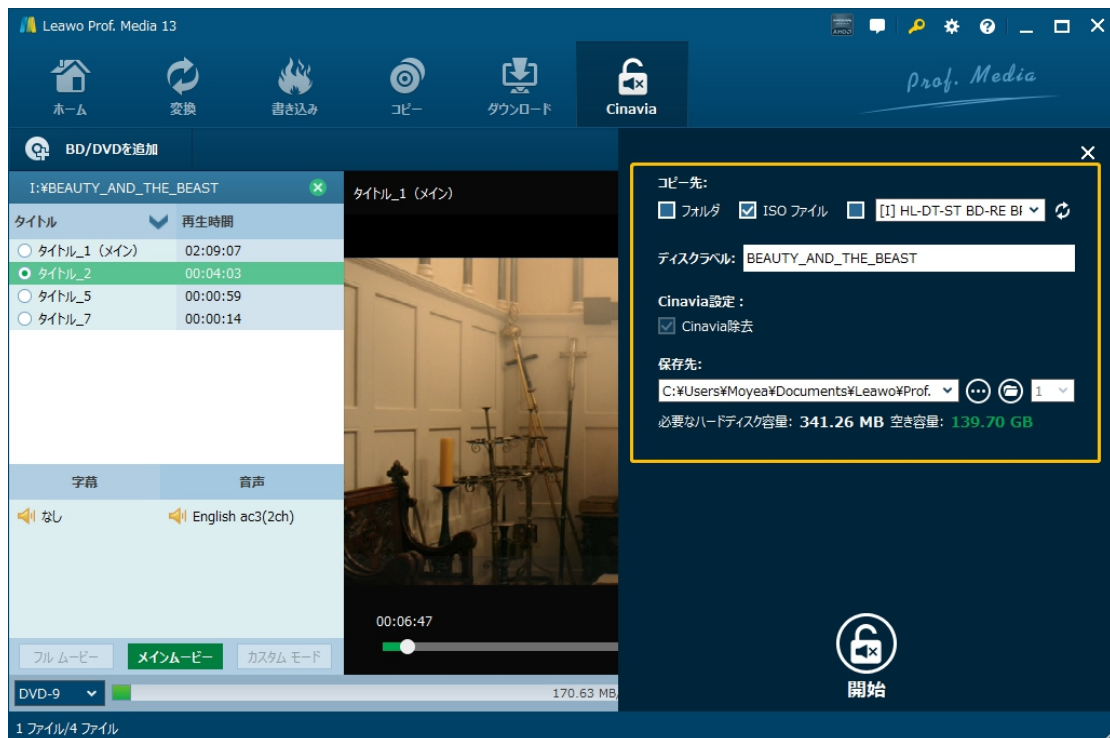 Leawo Prof. Media 13
ホーム 変換 書き込み コピー ダウンロード Cinavia
Prof. Media
BD/DVDを追加
I:¥BEAUTY_AND_THE_BEAST
タイトル 再生時間
タイトル_1（メイン） 02:09:07
タイトル_2 00:04:03
タイトル_5 00:00:59
タイトル_7 00:00:14
字幕 音声
なし English ac3(2ch)
フル ムービー メインムービー カスタム モード
DVD-9 170.63 MB/
1 ファイル/4 ファイル
タイトル_1（メイン）
00:06:47
コピー先:
フォルダ ISO ファイル [I] HL-DT-ST BD-RE
ディスクラベル: BEAUTY_AND_THE_BEAST
Cinavia設定：
Cinavia除去
保存先:
C:¥Users¥Moyea¥Documents¥Leawo¥Prof. 1
必要なハードディスク容量: 341.26 MB 空き容量: 139.70 GB
開始